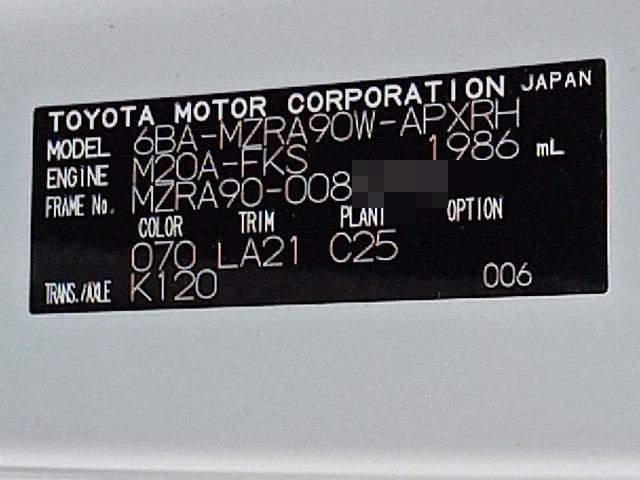 TOYOTA MOTOR CORPORATION JAPAN
MODEL 6BA-MZRA90W-APXRH
ENGINE M20A-FKS 1986 mL
FRAME No. MZRA90-008
COLOR TRIM PLANT OPTION
070 LA21 C25
TRANS./AXLE K120 006